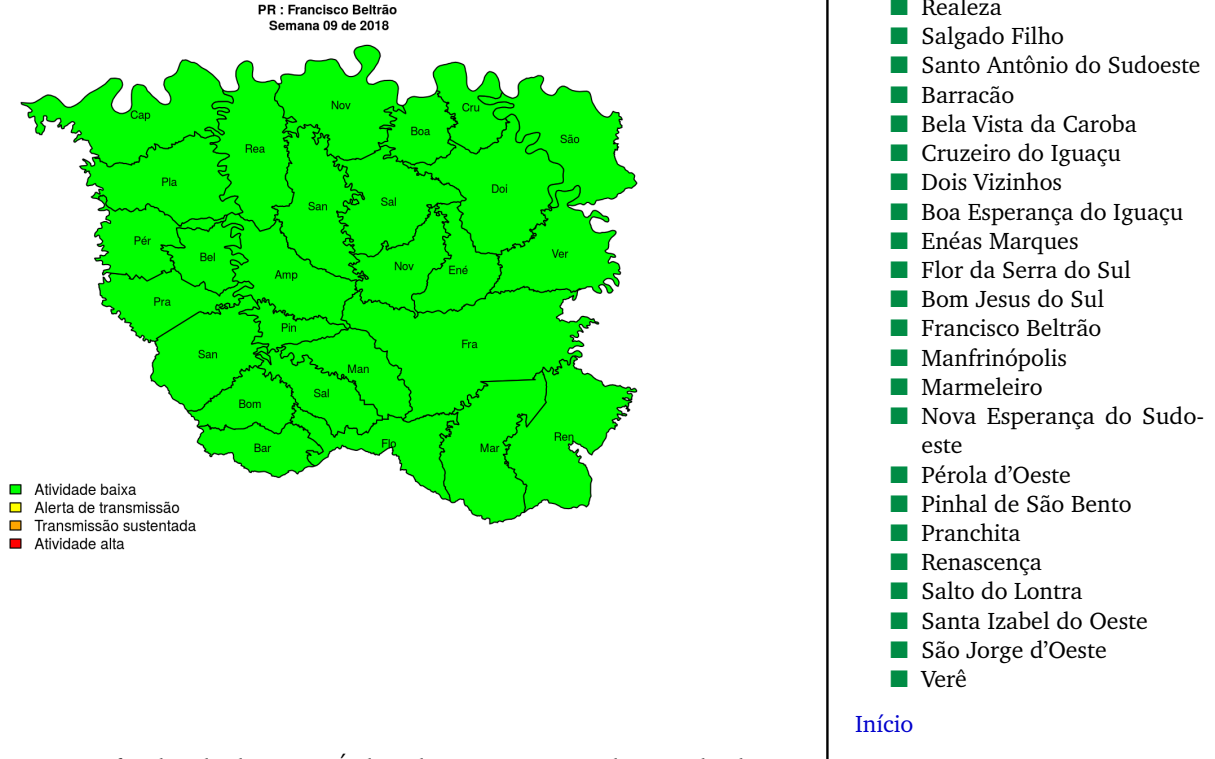 PR : Francisco Beltrão
Semana 09 de 2018
Cap
Nov
Boa
Cru
São
Rea
Pla
San
Sal
Doi
Pér
Bel
Amp
Nov
Ené
Ver
Pra
Pin
Fra
San
Man
Sal
Bom
Bar
Flo
Mar
Ren
Atividade baixa
Alerta de transmissão
Transmissão sustentada
Atividade alta
Realeza
Salgado Filho
Santo Antônio do Sudoeste
Barracão
Bela Vista da Caroba
Cruzeiro do Iguaçu
Dois Vizinhos
Boa Esperança do Iguaçu
Enéas Marques
Flor da Serra do Sul
Bom Jesus do Sul
Francisco Beltrão
Manfrinópolis
Marmeleiro
Nova Esperança do Sudo-
este
Pérola d’Oeste
Pinhal de São Bento
Pranchita
Renascença
Salto do Lontra
Santa Izabel do Oeste
São Jorge d’Oeste
Verê
Início